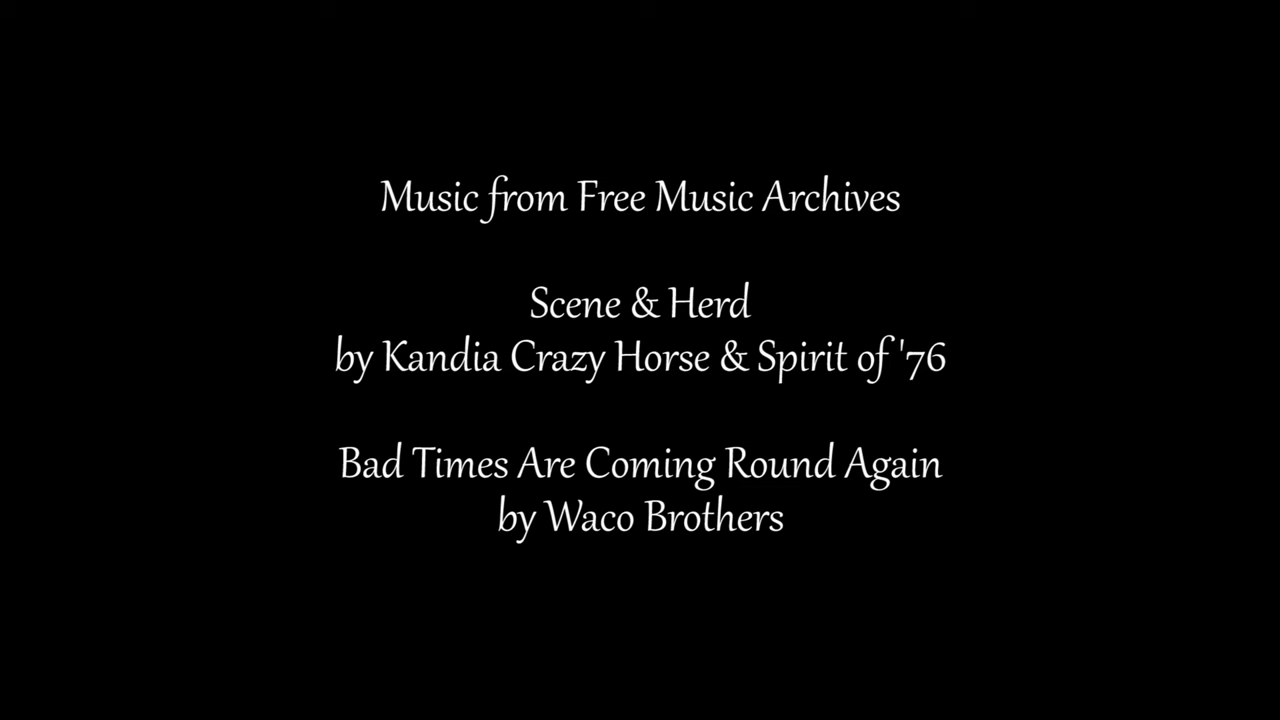 Music from Free Music Archives
Scene & Herd
by Kandia Crazy Horse & Spirit of '76
Bad Times Are Coming Round Again
by Waco Brothers